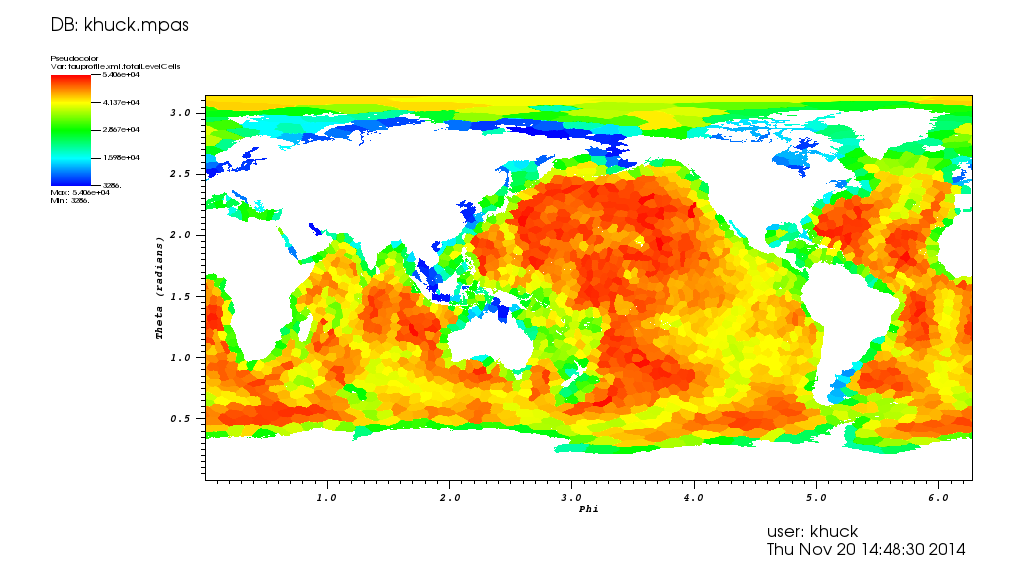 DB: khuck.mpas
Pseudocolor
Var: tauprofile.xml.totalLevelCells
5.406e+04
4.137e+04
2.867e+04
1.598e+04
3286.
Max: 5.406e+04
Min: 3286.
3.0
2.5
2.0
1.5
1.0
0.5
Theta (radians)
1.0 2.0 3.0 4.0 5.0 6.0
Phi
user: khuck
Thu Nov 20 14:48:30 2014